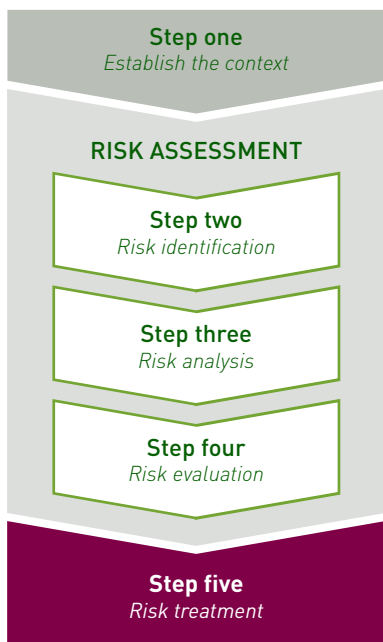 Step one
Establish the context
RISK ASSESSMENT
Step two
Risk identification
Step three
Risk analysis
Step four
Risk evaluation
Step five
Risk treatment